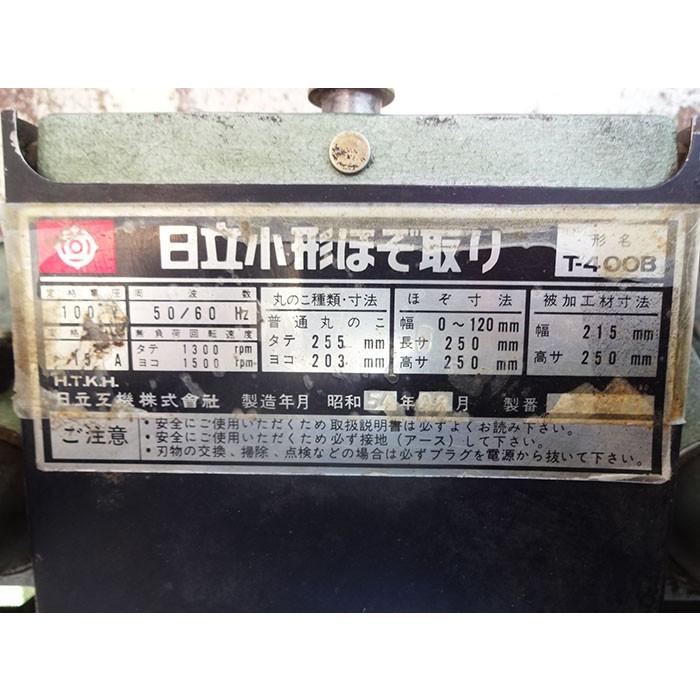 日立小形ほぞ取り
形名
T-400B
定格電圧 周波数
100 V 50/60 Hz
定格 無負荷回転速度
15 A タテ 1300 rpm
ヨコ 1500 rpm
丸のこ種類・寸法
普通丸のこ
タテ 255 mm
ヨコ 203 mm
ほぞ寸法
幅 0～120 mm
長サ 250 mm
高サ 250 mm
被加工材寸法
幅 215 mm
高サ 250 mm
H.T.K.H.
日立工機株式會社 製造年月 昭和 年 月 製番
ご注意
・安全にご使用いただくため取扱説明書は必ずよくお読み下さい。
・安全にご使用いただくため必ず接地（アース）して下さい。
・刃物の交換、掃除、点検などの場合は必ずプラグを電源から抜いて下さい。